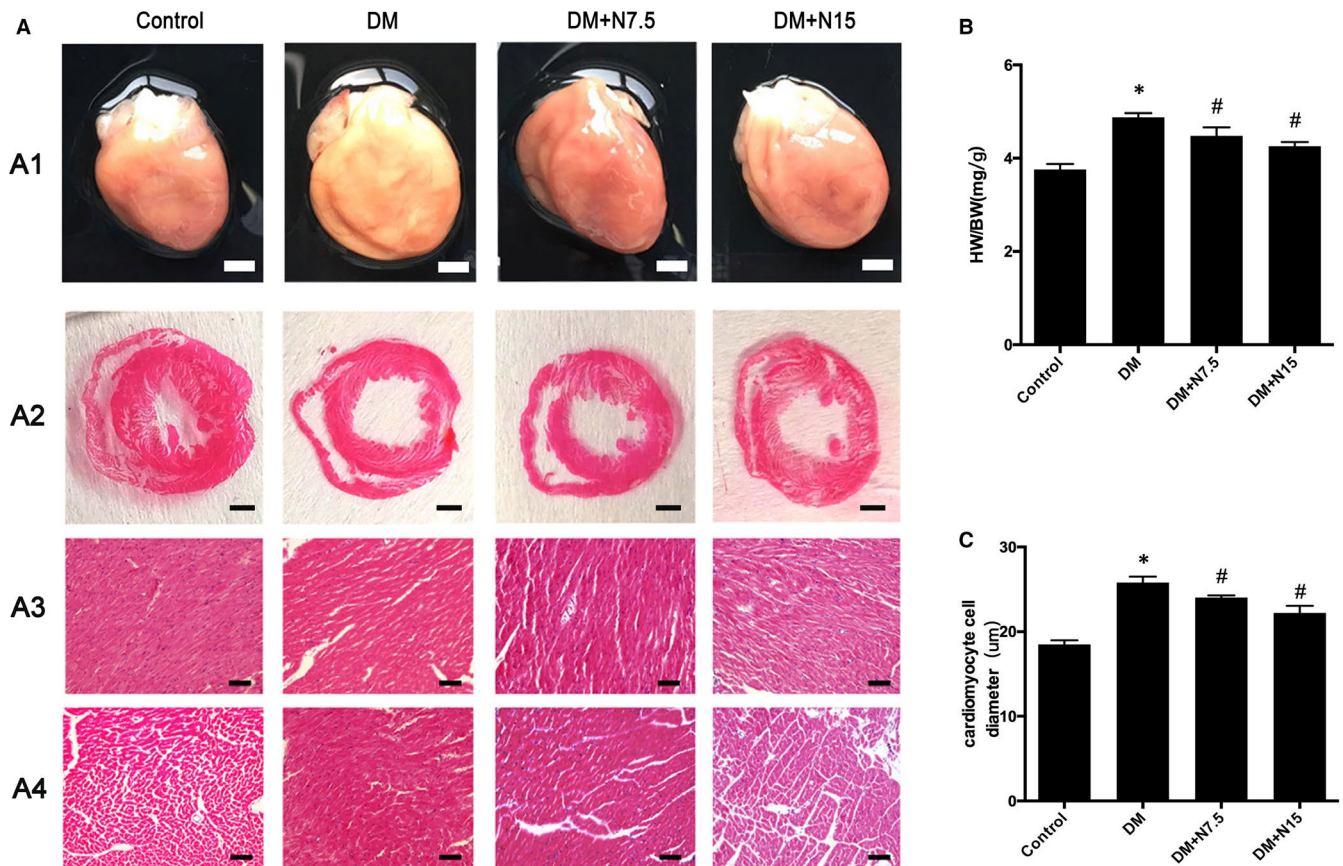 A
Control
DM
DM+N7.5
DM+N15
A1
A2
A3
A4
B
HW/BW(mg/g)
6
4
2
0
*
#
#
Control
DM
DM+N7.5
DM+N15
C
cardiomyocyte cell
diameter (um)
30
20
10
0
*
#
#
Control
DM
DM+N7.5
DM+N15